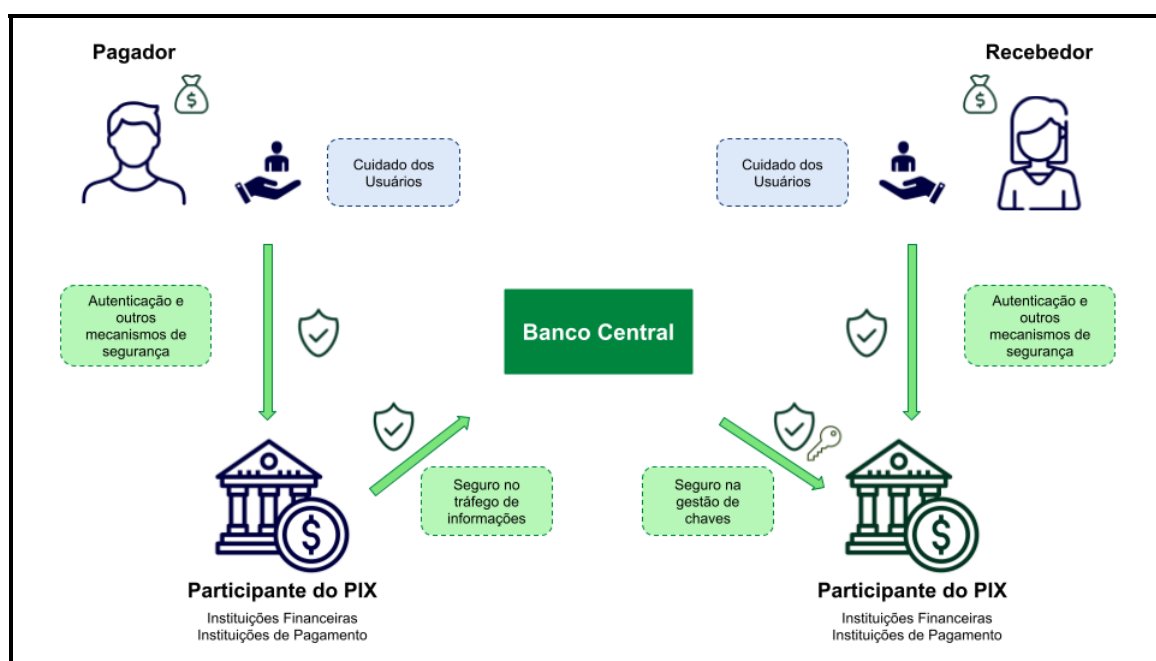 Pagador
Recebedor
$
$
Cuidado dos
Usuários
Cuidado dos
Usuários
Autenticação e
outros
mecanismos de
segurança
Banco Central
Autenticação e
outros
mecanismos de
segurança
Seguro no
tráfego de
informações
Seguro na
gestão de
chaves
$
$
Participante do PIX
Instituições Financeiras
Instituições de Pagamento
Participante do PIX
Instituições Financeiras
Instituições de Pagamento